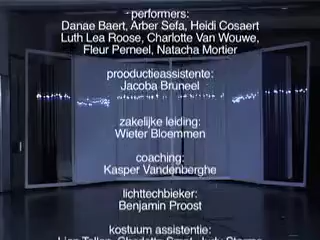 performers:
Danae Baert, Arber Sefa, Heidi Cosaert
Luth Lea Roose, Charlotte Van Wouwe,
Fleur Perneel, Natacha Mortier
prooductieassistente:
Jacoba Bruneel
zakelijke leiding:
Wieter Bloemmen
coaching:
Kasper Vandenberghe
lichttechbieker:
Benjamin Proost
kostuum assistentie: